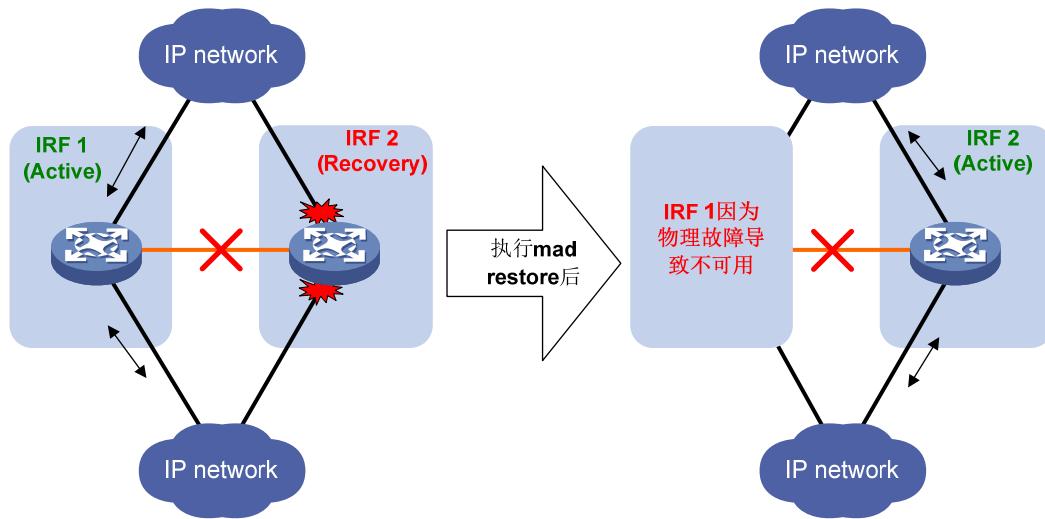 IP network
IRF 1
(Active)
IRF 2
(Recovery)
IP network
执行mad
restore后
IP network
IRF 1因为
物理故障导
致不可用
IRF 2
(Active)
IP network